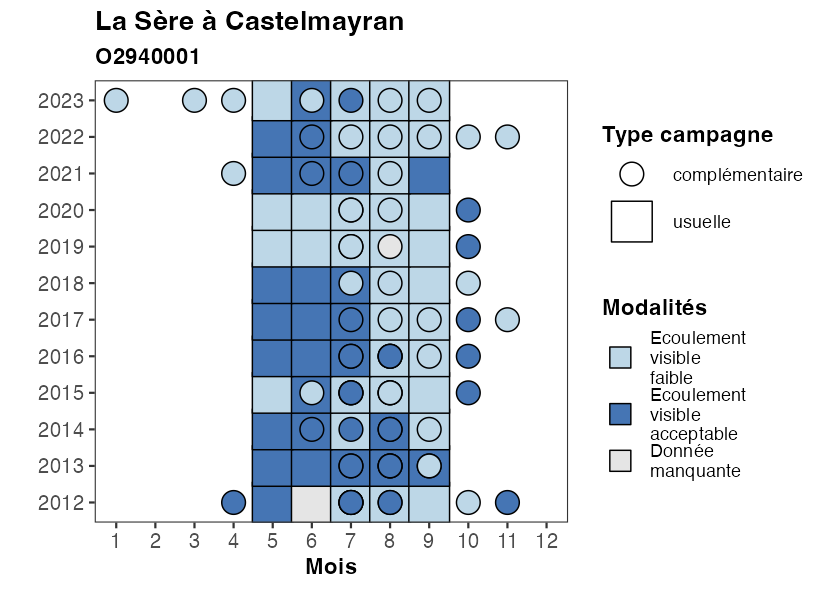 La Sère à Castelmayran
O2940001
2023
2022
2021
2020
2019
2018
2017
2016
2015
2014
2013
2012
1 2 3 4 5 6 7 8 9 10 11 12
Mois
Type campagne
complémentaire
usuelle
Modalités
Ecoulement
visible
faible
Ecoulement
visible
acceptable
Donnée
manquante